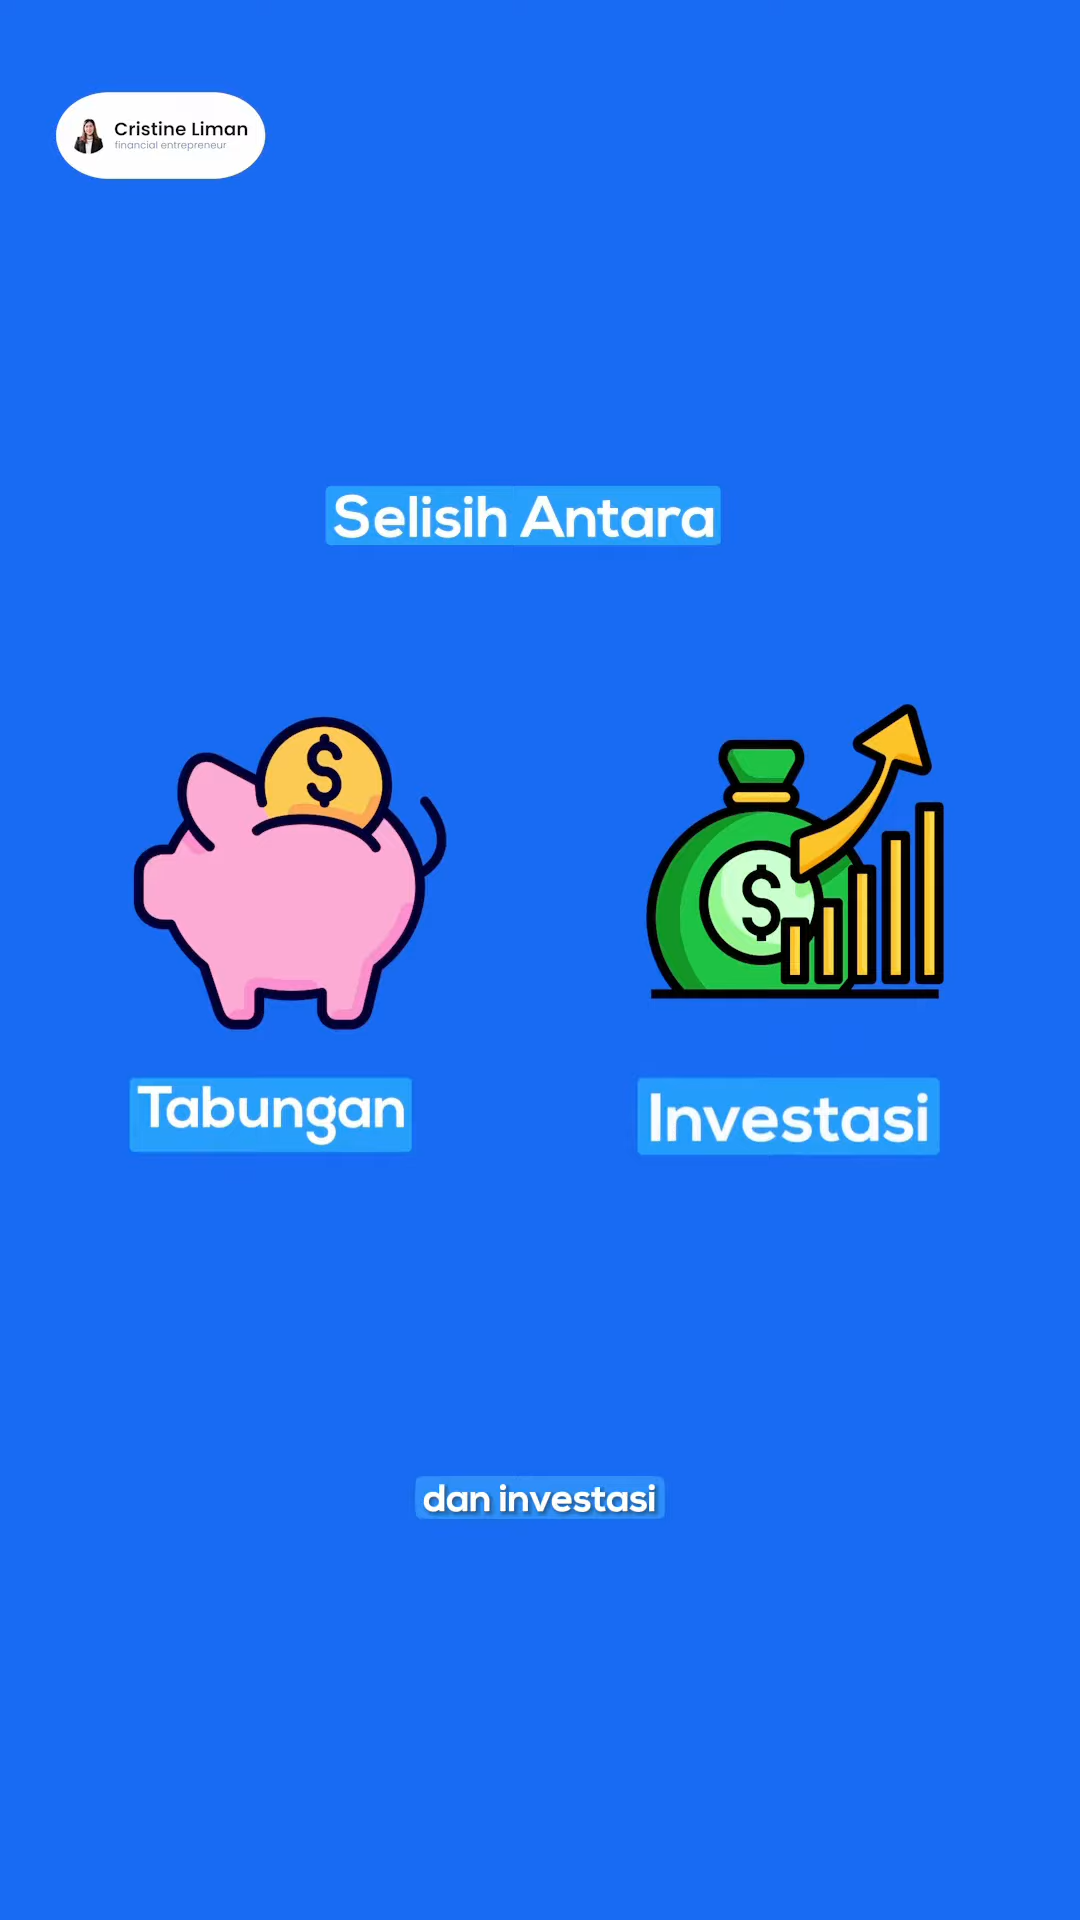 Cristine Liman
financial entrepreneur
Selisih Antara
$
$
Tabungan
Investasi
dan investasi